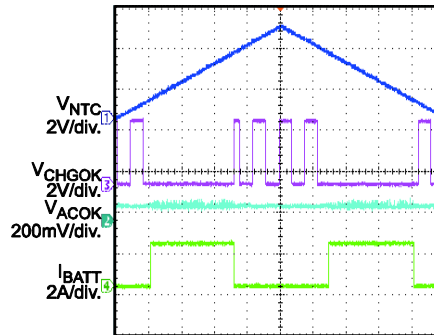 VNTC
2V/div.
1
VCHGOK
2V/div.
3
VACOK
200mV/div.
2
IBATT
2A/div.
4